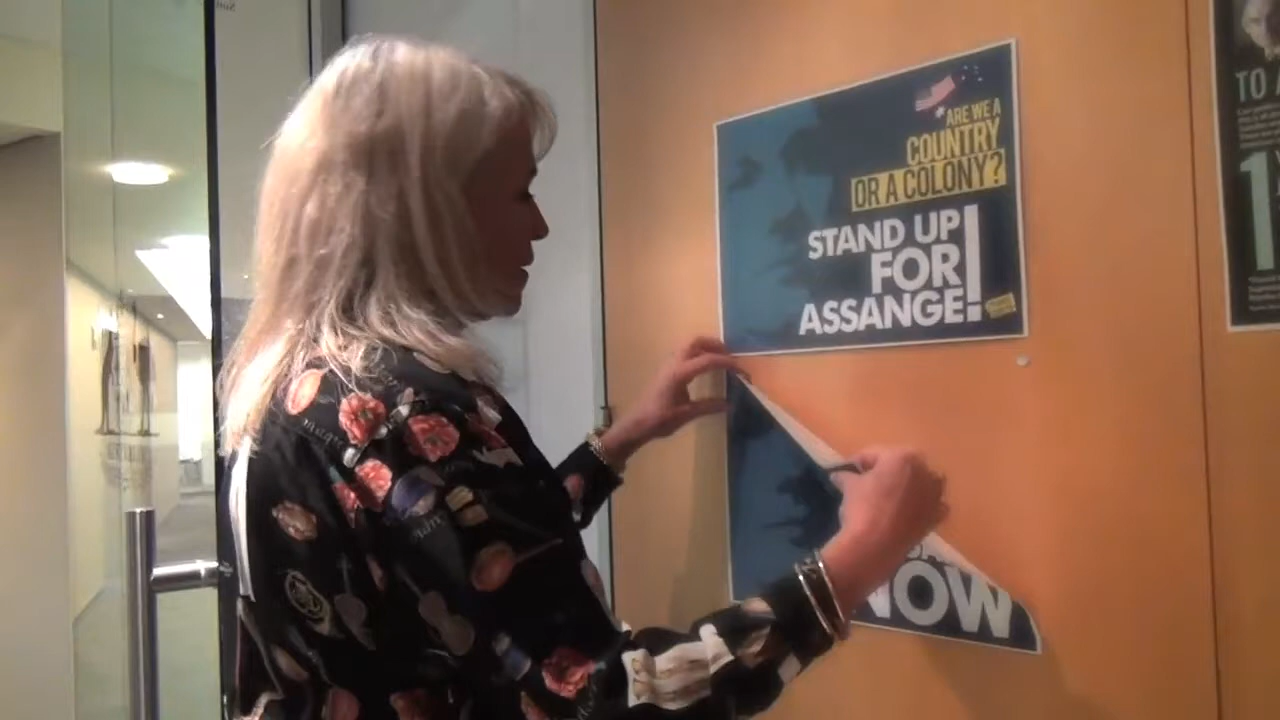 ARE WE A
COUNTRY
OR A COLONY?
STAND UP
FOR
ASSANGE!
NOW
TO
1